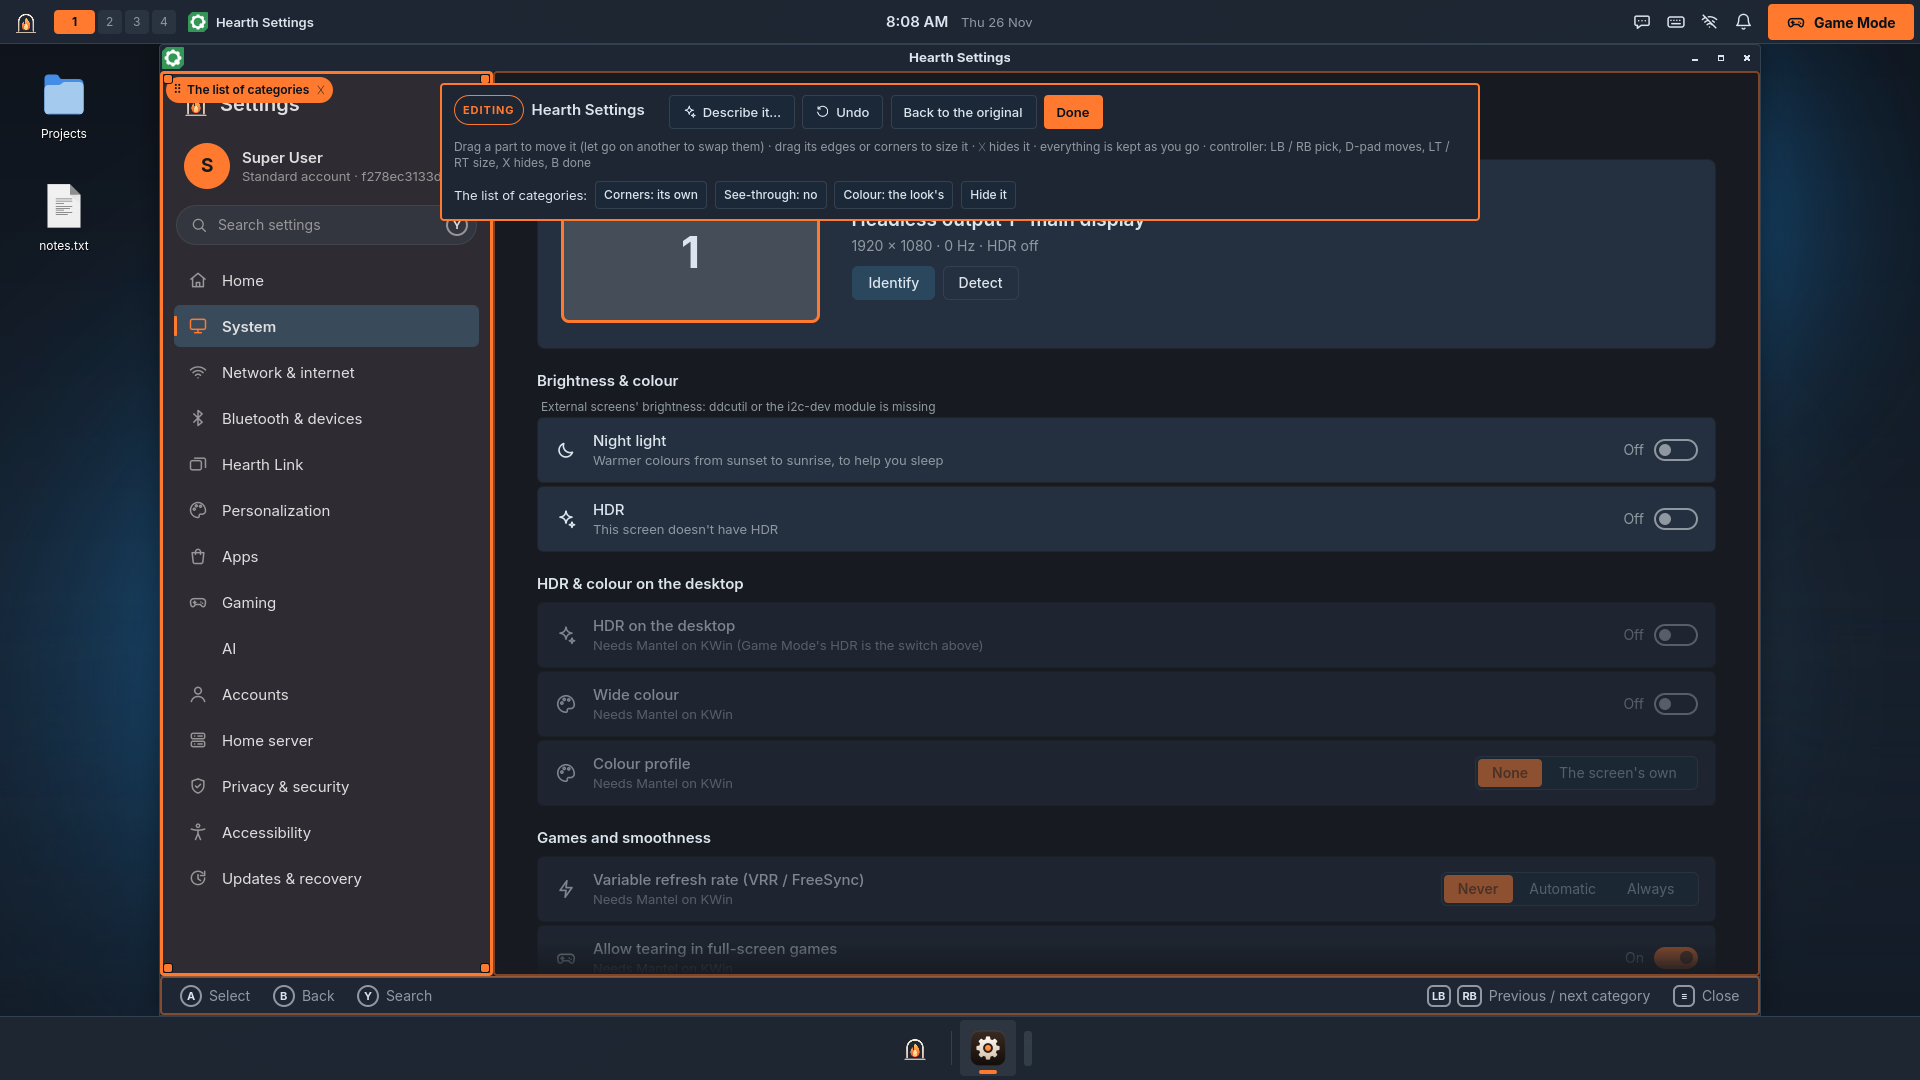 1 2 3 4 Hearth Settings
8:08 AM Thu 26 Nov
Game Mode
Hearth Settings
Projects
notes.txt
The list of categories X
Settings
S
Super User
Standard account · f278ec3133d
Search settings Y
Home
System
Network & internet
Bluetooth & devices
Hearth Link
Personalization
Apps
Gaming
AI
Accounts
Home server
Privacy & security
Accessibility
Updates & recovery
EDITING Hearth Settings Describe it... Undo Back to the original Done
Drag a part to move it (let go on another to swap them) · drag its edges or corners to size it · X hides it · everything is kept as you go · controller: LB / RB pick, D-pad moves, LT /
RT size, X hides, B done
The list of categories: Corners: its own See-through: no Colour: the look's Hide it
1
Headless output 1 main display
1920 × 1080 · 0 Hz · HDR off
Identify Detect
Brightness & colour
External screens' brightness: ddcutil or the i2c-dev module is missing
Night light
Warmer colours from sunset to sunrise, to help you sleep
Off
HDR
This screen doesn't have HDR
Off
HDR & colour on the desktop
HDR on the desktop
Needs Mantel on KWin (Game Mode's HDR is the switch above)
Off
Wide colour
Needs Mantel on KWin
Off
Colour profile
Needs Mantel on KWin
None The screen's own
Games and smoothness
Variable refresh rate (VRR / FreeSync)
Needs Mantel on KWin
Never Automatic Always
Allow tearing in full-screen games
Needs Mantel on KWin
On
A Select B Back Y Search
LB RB Previous / next category ≡ Close